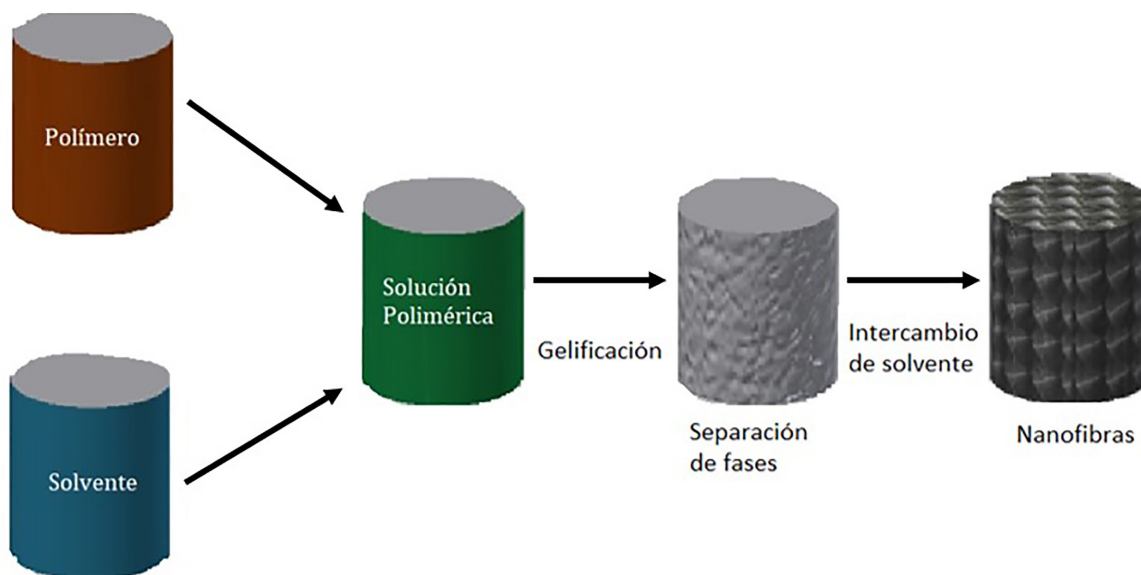 Polímero
Solvente
Solución
Polimérica
Gelificación
Separación
de fases
Intercambio
de solvente
Nanofibras